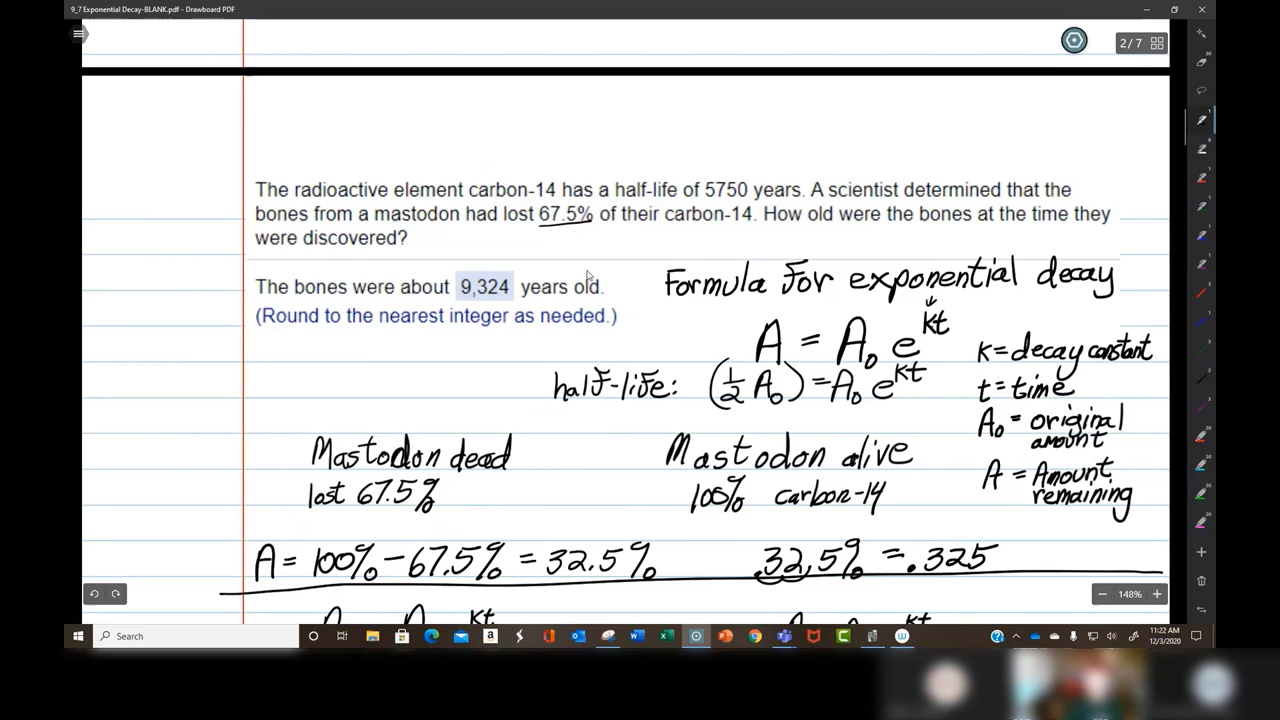 9_7 Exponential Decay-BLANK.pdf - Drawboard PDF
2/7
The radioactive element carbon-14 has a half-life of 5750 years. A scientist determined that the
bones from a mastodon had lost 67.5% of their carbon-14. How old were the bones at the time they
were discovered?
The bones were about 9,324 years old.
(Round to the nearest integer as needed.)
Formula for exponential decay
A = A₀ e^kt
half-life: (½ A₀) = A₀ e^kt
k = decay constant
t = time
A₀ = original
amount
A = Amount
remaining
Mastodon dead
lost 67.5%
Mastodon alive
100% carbon-14
A = 100% - 67.5% = 32.5%
.32.5% = .325
kt
kt
148%
Search
11:22 AM
12/3/2020